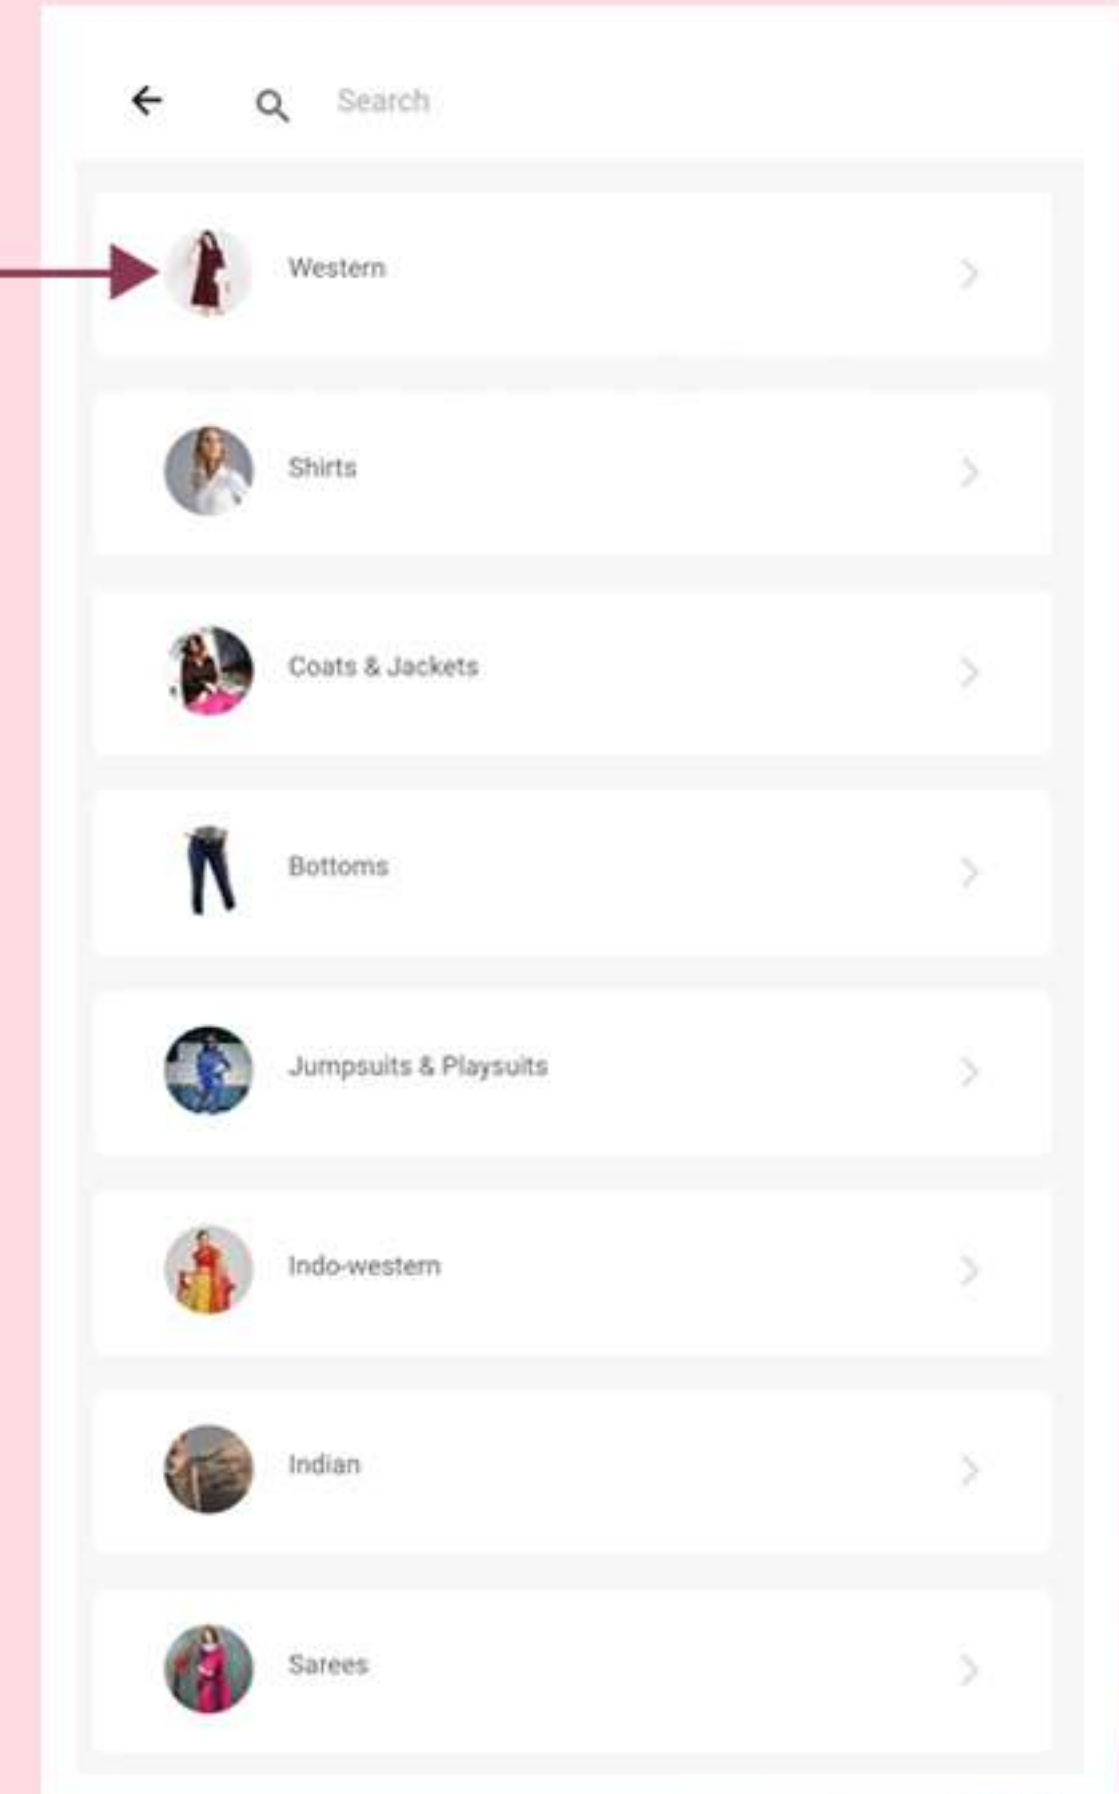 Search
Western
Shirts
Coats & Jackets
Bottoms
Jumpsuits & Playsuits
Indo-western
Indian
Sarees